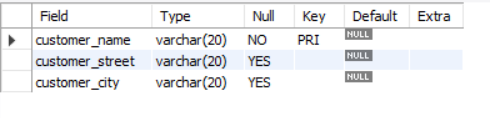 Field Type Null Key Default Extra
customer_name varchar(20) NO PRI NULL
customer_street varchar(20) YES NULL
customer_city varchar(20) YES NULL